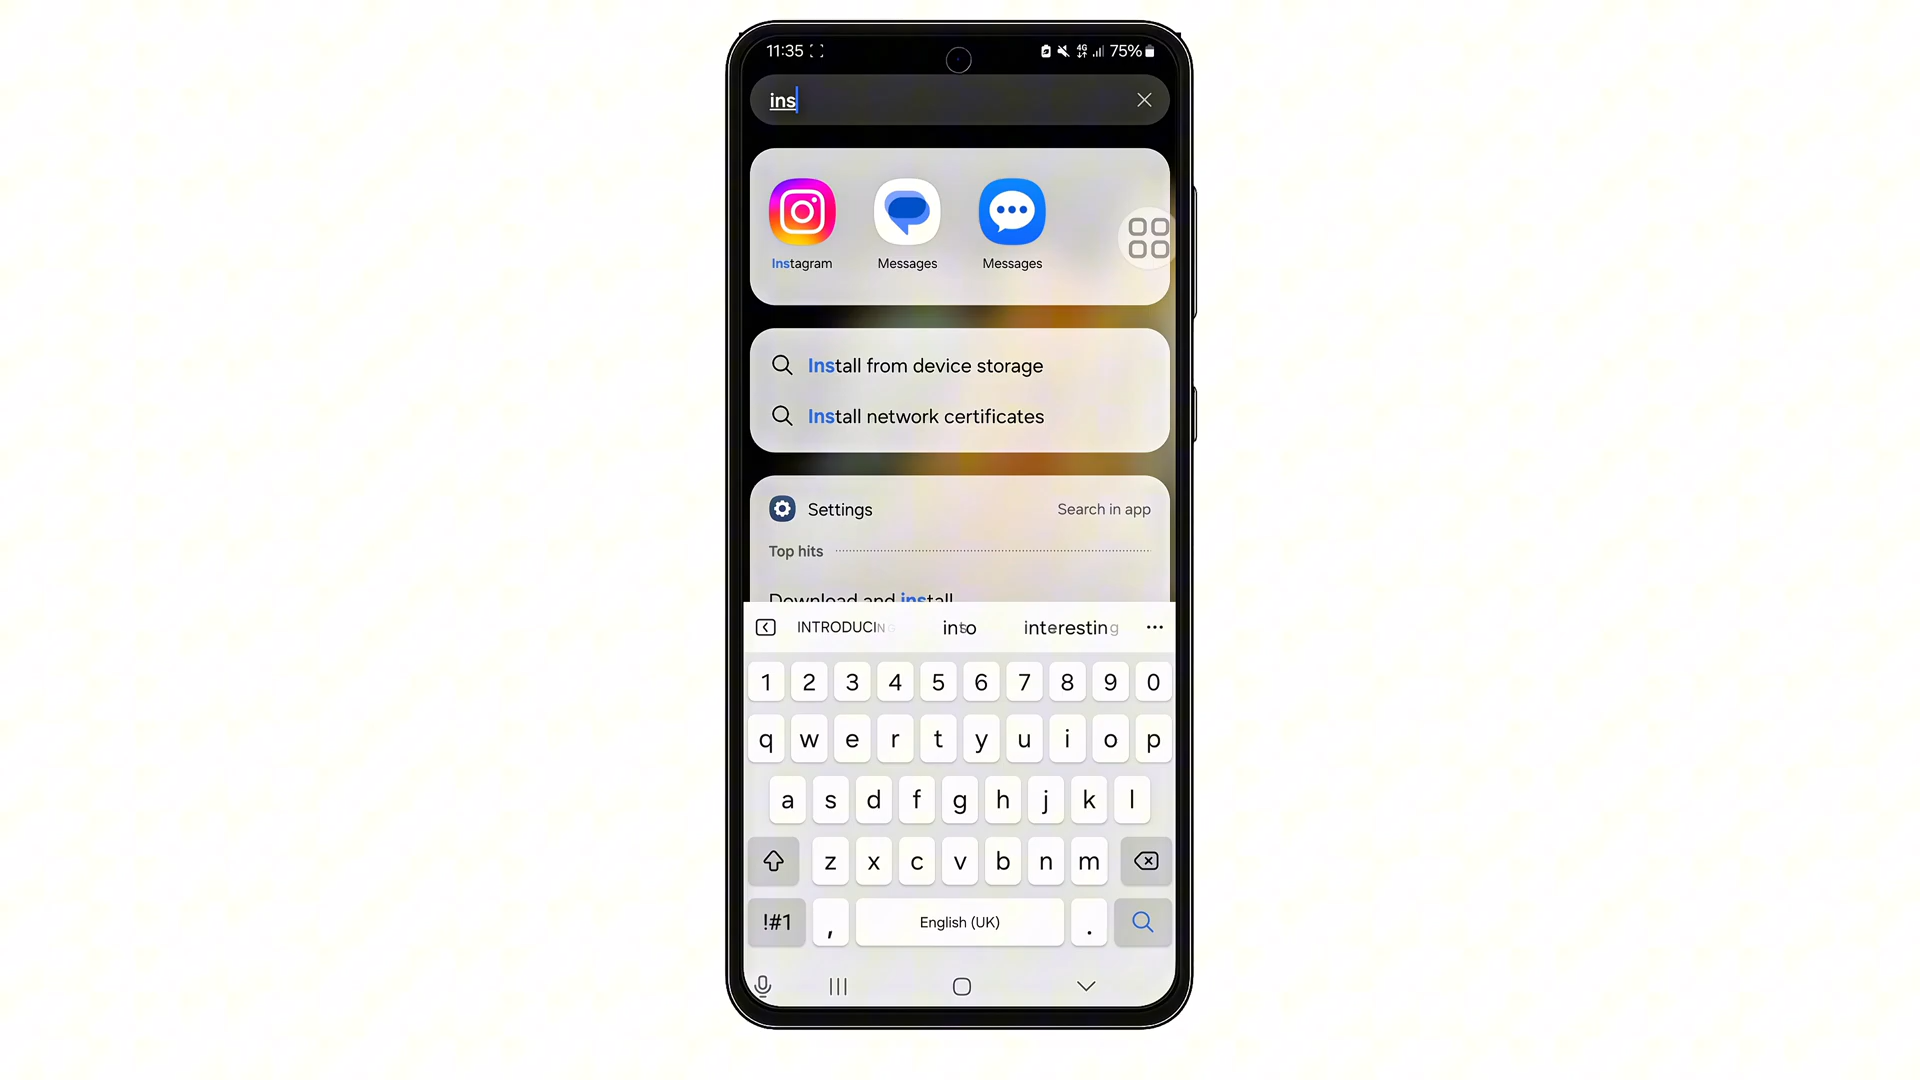 11:35 4G 75%
ins
Instagram Messages Messages
Install from device storage
Install network certificates
Settings Search in app
Top hits
Download and install
INTRODUCING interesting
1 2 3 4 5 6 7 8 9 0
q w e r t y u i o p
a s d f g h j k l
z x c v b n m
!#1 , English (UK) .